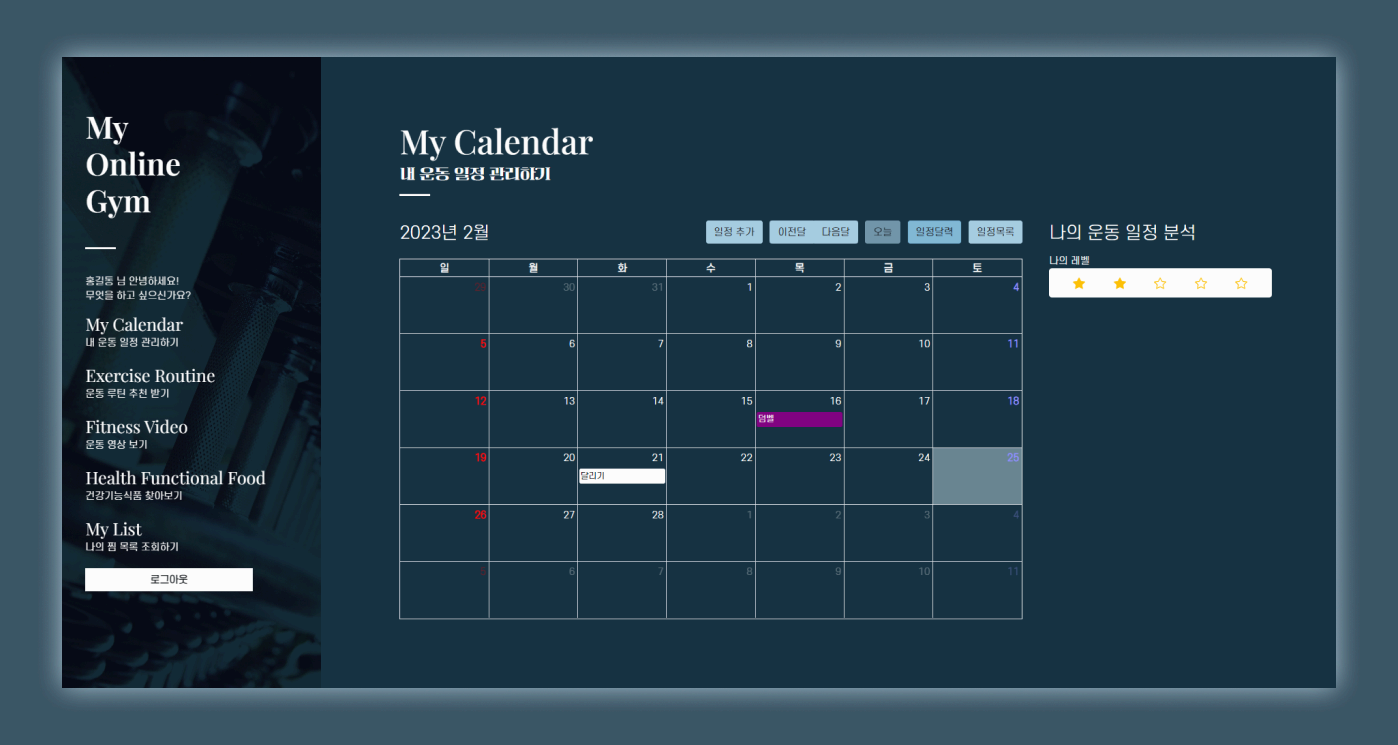 My
Online
Gym
홍길동 님 안녕하세요!
무엇을 하고 싶으신가요?
My Calendar
내 운동 일정 관리하기
Exercise Routine
운동 루틴 추천 받기
Fitness Video
운동 영상 보기
Health Functional Food
건강기능식품 찾아보기
My List
나의 찜 목록 조회하기
로그아웃
My Calendar
내 운동 일정 관리하기
2023년 2월
일정 추가 이전달 다음달 오늘 일정달력 일정목록
일 월 화 수 목 금 토
29 30 31 1 2 3 4
5 6 7 8 9 10 11
12 13 14 15 16 17 18
덤벨
19 20 21 22 23 24 25
달리기
26 27 28 1 2 3 4
5 6 7 8 9 10 11
나의 운동 일정 분석
나의 레벨